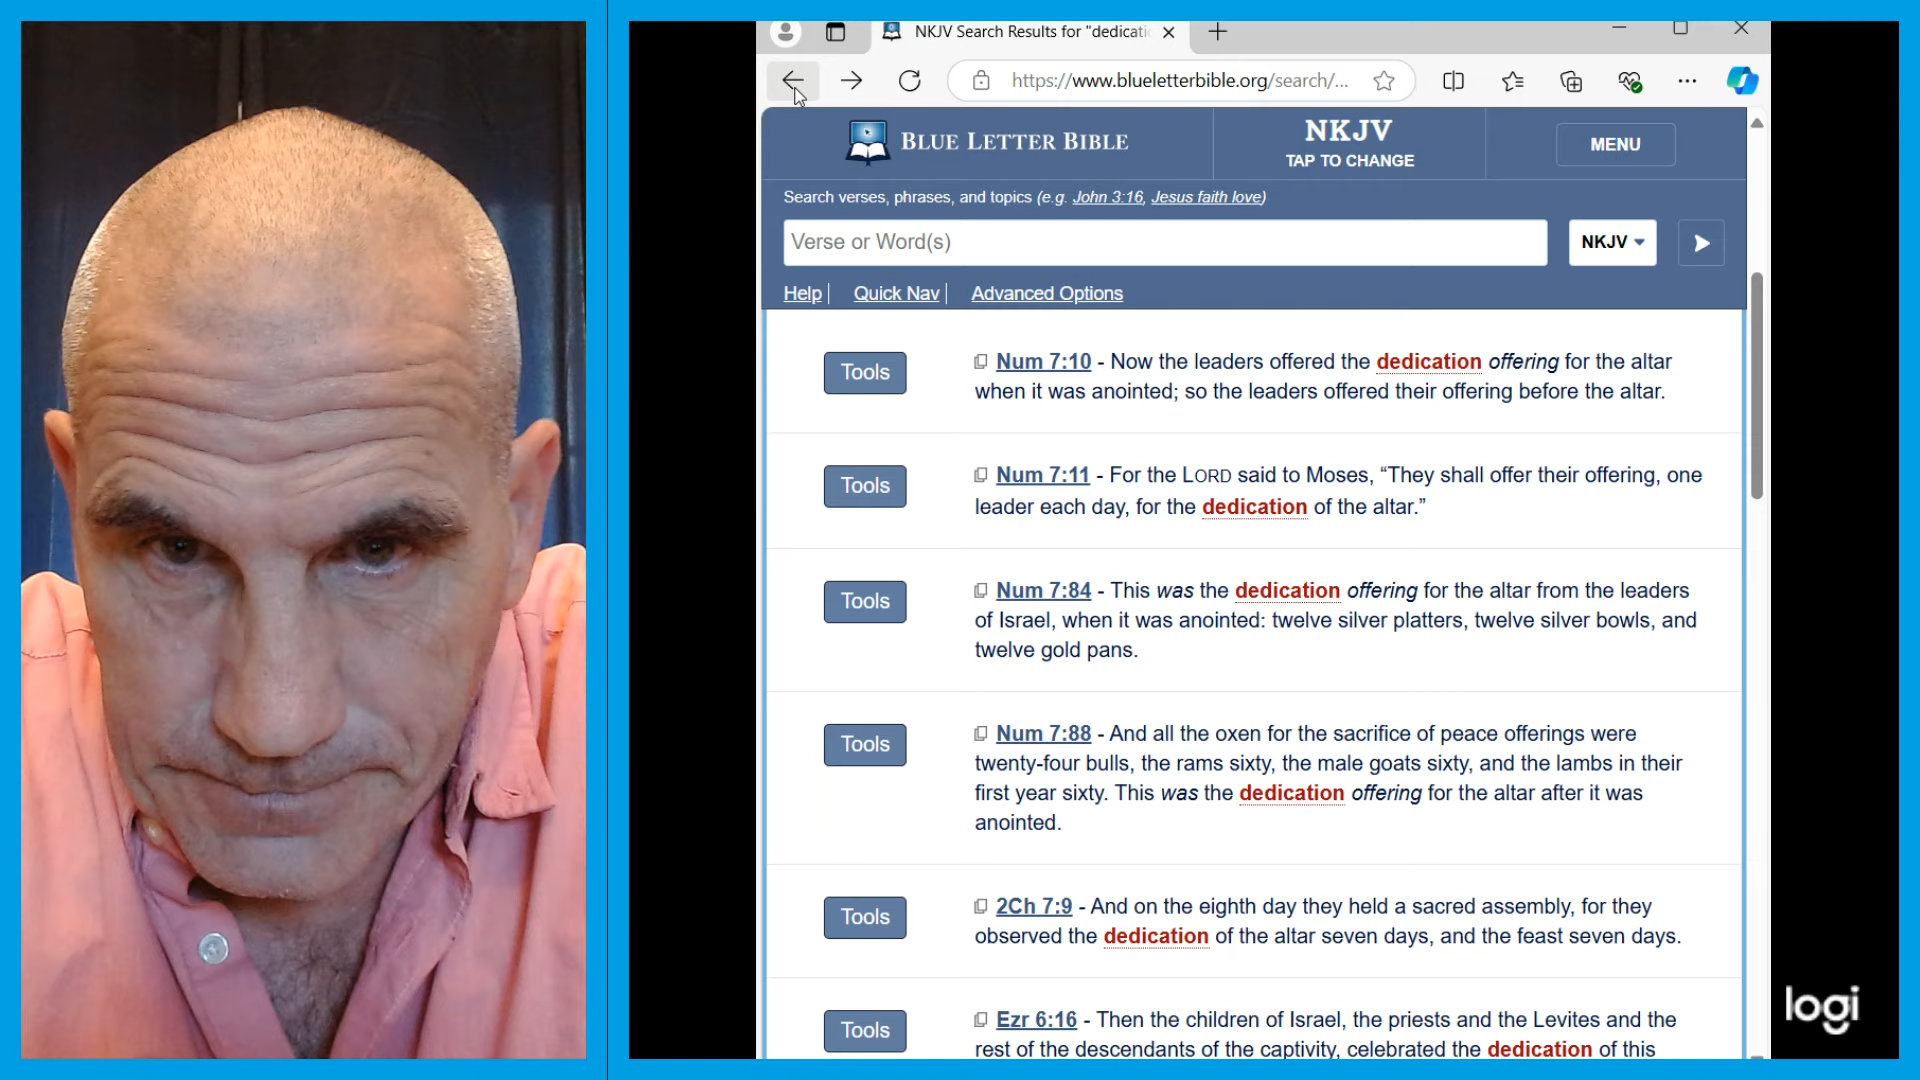 NKJV Search Results for "dedicati
https://www.blueletterbible.org/search/...
BLUE LETTER BIBLE
NKJV
TAP TO CHANGE
MENU
Search verses, phrases, and topics (e.g. John 3:16, Jesus faith love)
Verse or Word(s)
NKJV
Help | Quick Nav | Advanced Options
Tools
Num 7:10 - Now the leaders offered the dedication offering for the altar
when it was anointed; so the leaders offered their offering before the altar.
Tools
Num 7:11 - For the LORD said to Moses, “They shall offer their offering, one
leader each day, for the dedication of the altar.”
Tools
Num 7:84 - This was the dedication offering for the altar from the leaders
of Israel, when it was anointed: twelve silver platters, twelve silver bowls, and
twelve gold pans.
Tools
Num 7:88 - And all the oxen for the sacrifice of peace offerings were
twenty-four bulls, the rams sixty, the male goats sixty, and the lambs in their
first year sixty. This was the dedication offering for the altar after it was
anointed.
Tools
2Ch 7:9 - And on the eighth day they held a sacred assembly, for they
observed the dedication of the altar seven days, and the feast seven days.
Tools
Ezr 6:16 - Then the children of Israel, the priests and the Levites and the
rest of the descendants of the captivity, celebrated the dedication of this
logi